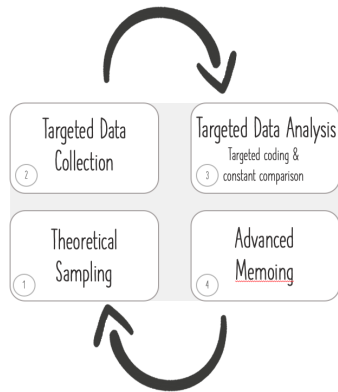 Targeted Data
Collection
2
Targeted Data Analysis
Targeted coding &
constant comparison
3
Theoretical
Sampling
1
Advanced
Memoing
4